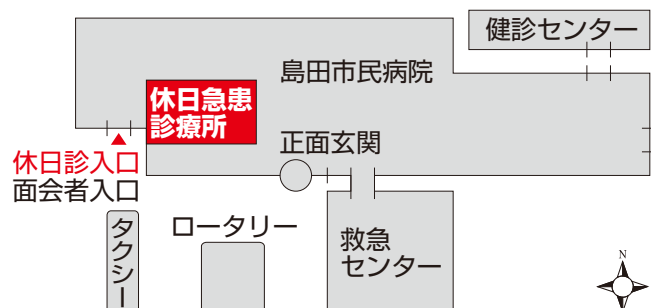 健診センター
島田市民病院
休日急患
診療所
正面玄関
休日診入口
面会者入口
タクシー
ロータリー
救急
センター
N